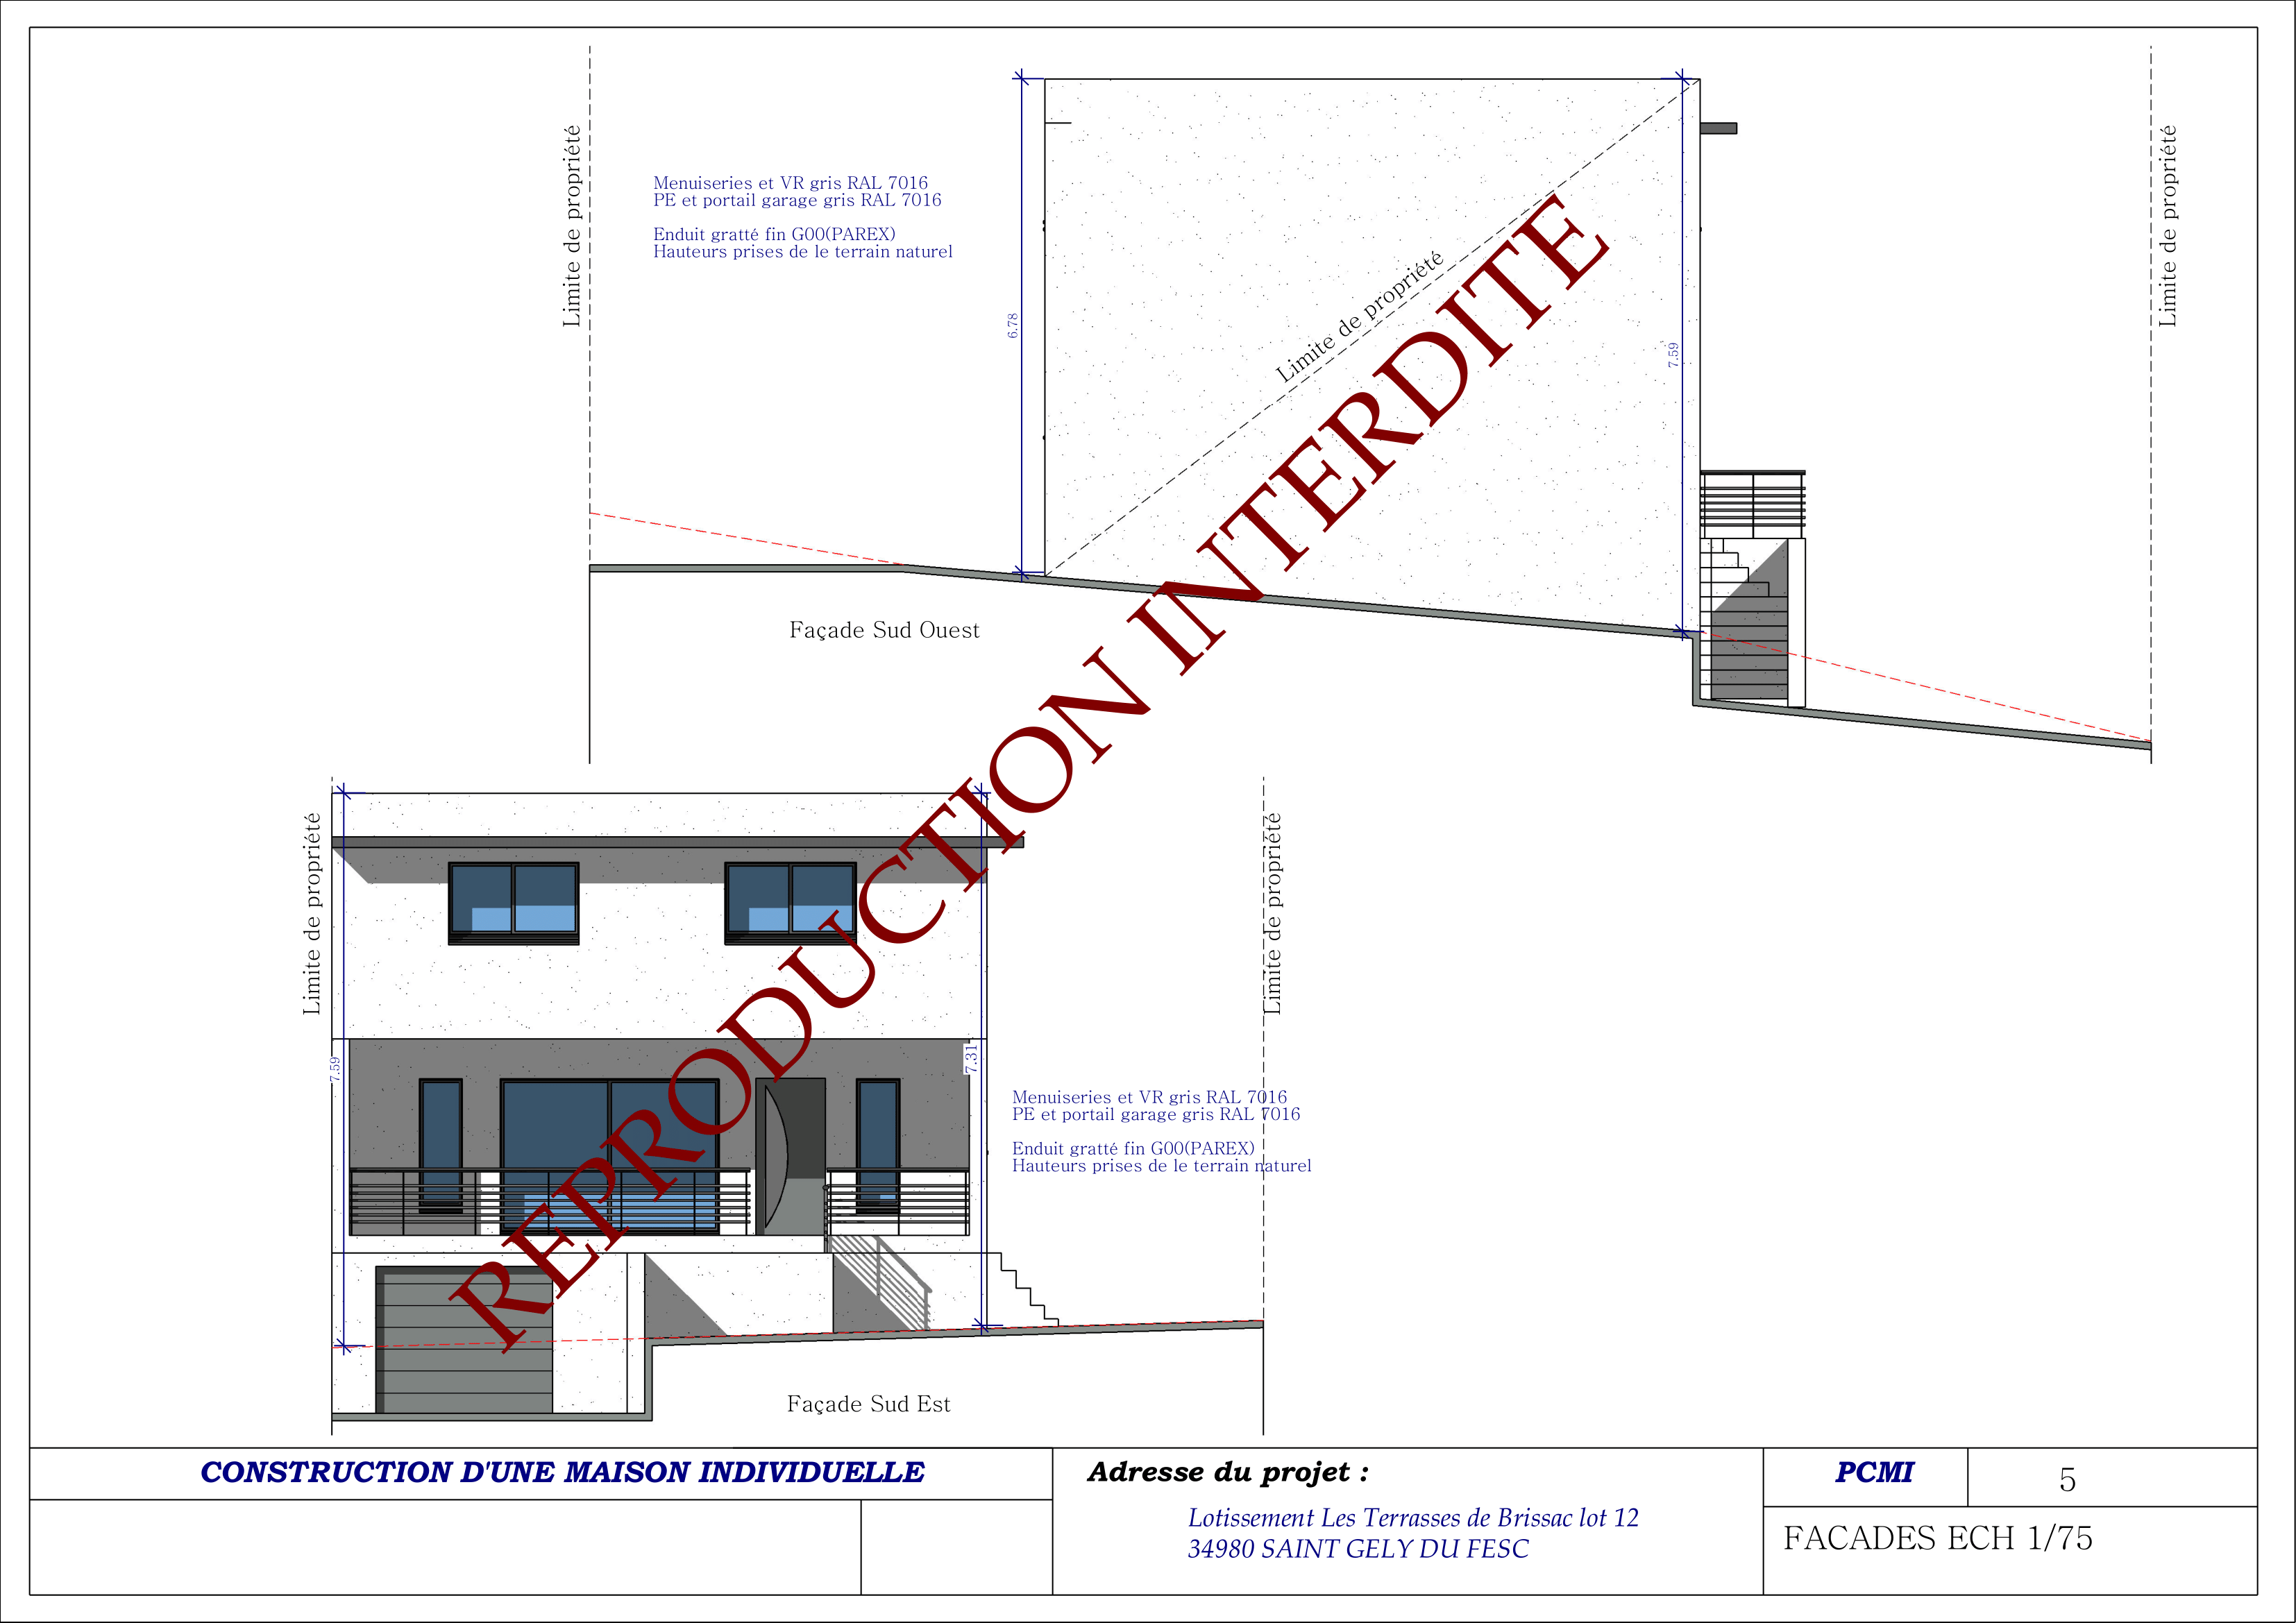 Limite de propriété
Menuiseries et VR gris RAL 7016
PE et portail garage gris RAL 7016
Enduit gratté fin G00(PAREX)
Hauteurs prises de le terrain naturel
6.78
Limite de propriété
7.59
Limite de propriété
Façade Sud Ouest
REPRODUCTION INTERDITE
Limite de propriété
7.59
7.31
Limite de propriété
Menuiseries et VR gris RAL 7016
PE et portail garage gris RAL 7016
Enduit gratté fin G00(PAREX)
Hauteurs prises de le terrain naturel
Façade Sud Est
CONSTRUCTION D'UNE MAISON INDIVIDUELLE
Adresse du projet :
Lotissement Les Terrasses de Brissac lot 12
34980 SAINT GELY DU FESC
PCMI
5
FACADES ECH 1/75